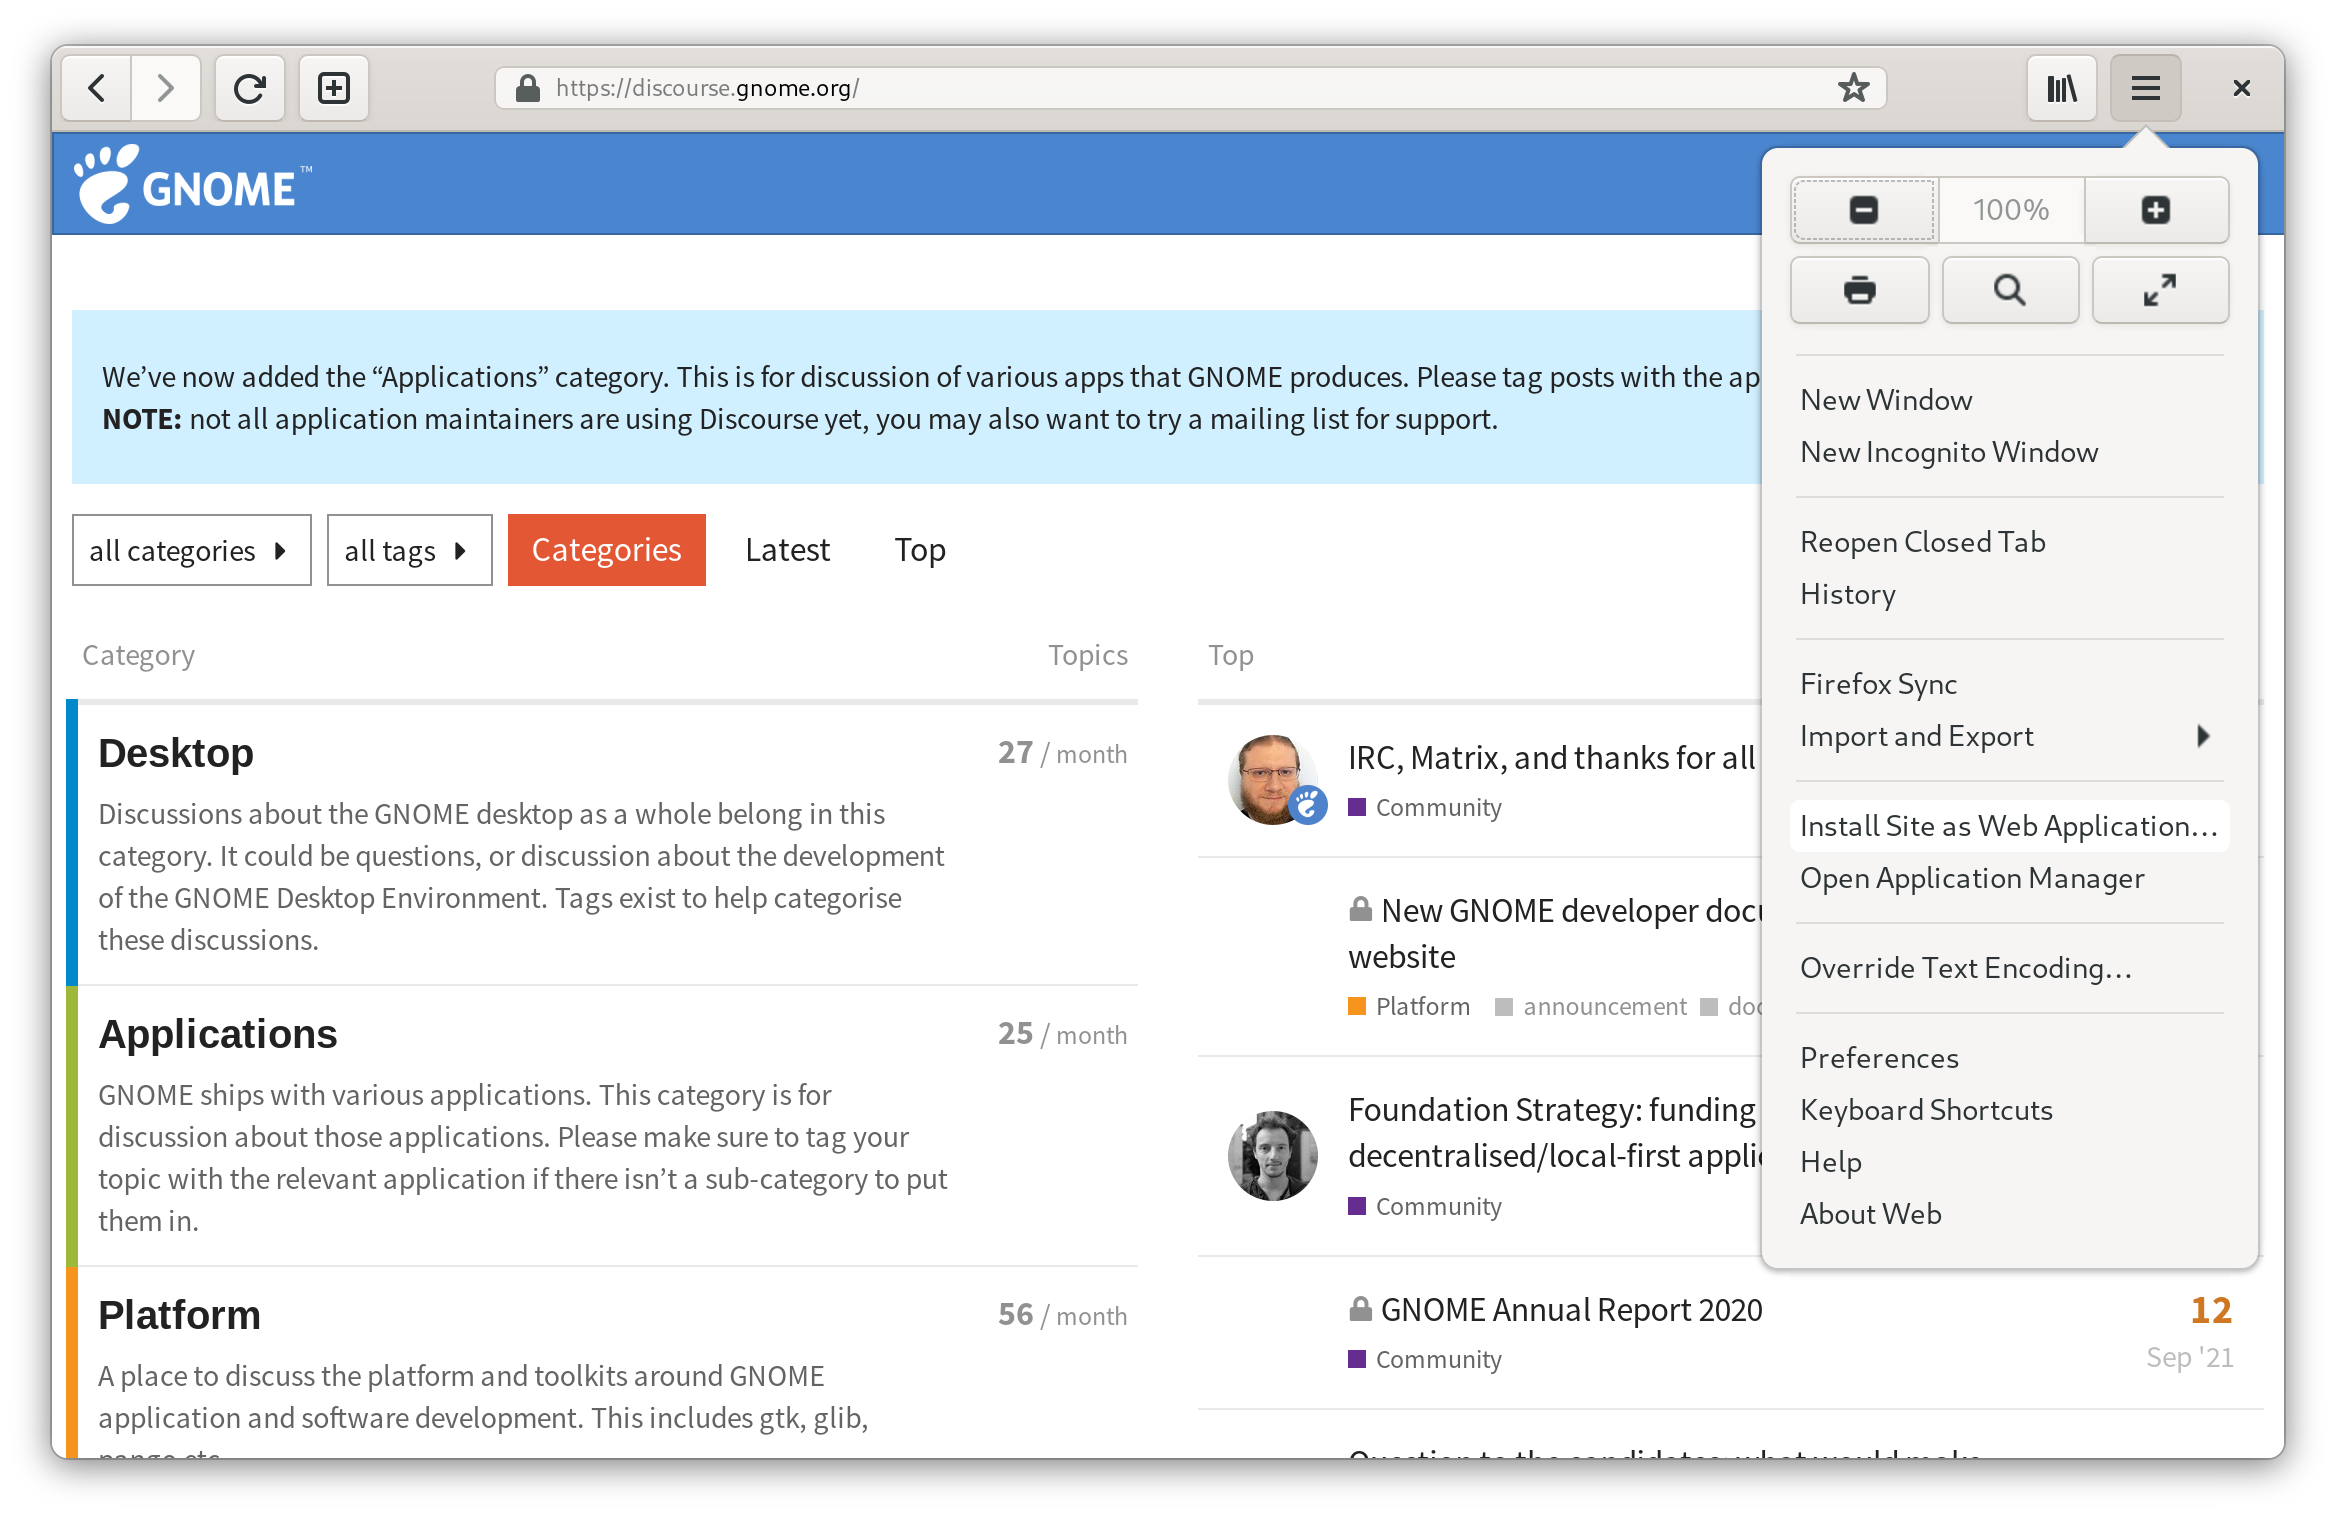 https://discourse.gnome.org/
GNOME™
100%
We’ve now added the “Applications” category. This is for discussion of various apps that GNOME produces. Please tag posts with the
NOTE: not all application maintainers are using Discourse yet, you may also want to try a mailing list for support.
all categories
all tags
Categories
Latest
Top
Category Topics
Desktop
27 / month
Discussions about the GNOME desktop as a whole belong in this
category. It could be questions, or discussion about the development
of the GNOME Desktop Environment. Tags exist to help categorise
these discussions.
Applications
25 / month
GNOME ships with various applications. This category is for
discussion about those applications. Please make sure to tag your
topic with the relevant application if there isn’t a sub-category to put
them in.
Platform
56 / month
A place to discuss the platform and toolkits around GNOME
application and software development. This includes gtk, glib,
Top
IRC, Matrix, and thanks for all
Community
New GNOME developer
website
Platform announcement
Foundation Strategy: funding
decentralised/local-first
Community
GNOME Annual Report 2020
12
Community
Sep '21
Question to the candidates: what would make
New Window
New Incognito Window
Reopen Closed Tab
History
Firefox Sync
Import and Export
Install Site as Web Application…
Open Application Manager
Override Text Encoding…
Preferences
Keyboard Shortcuts
Help
About Web